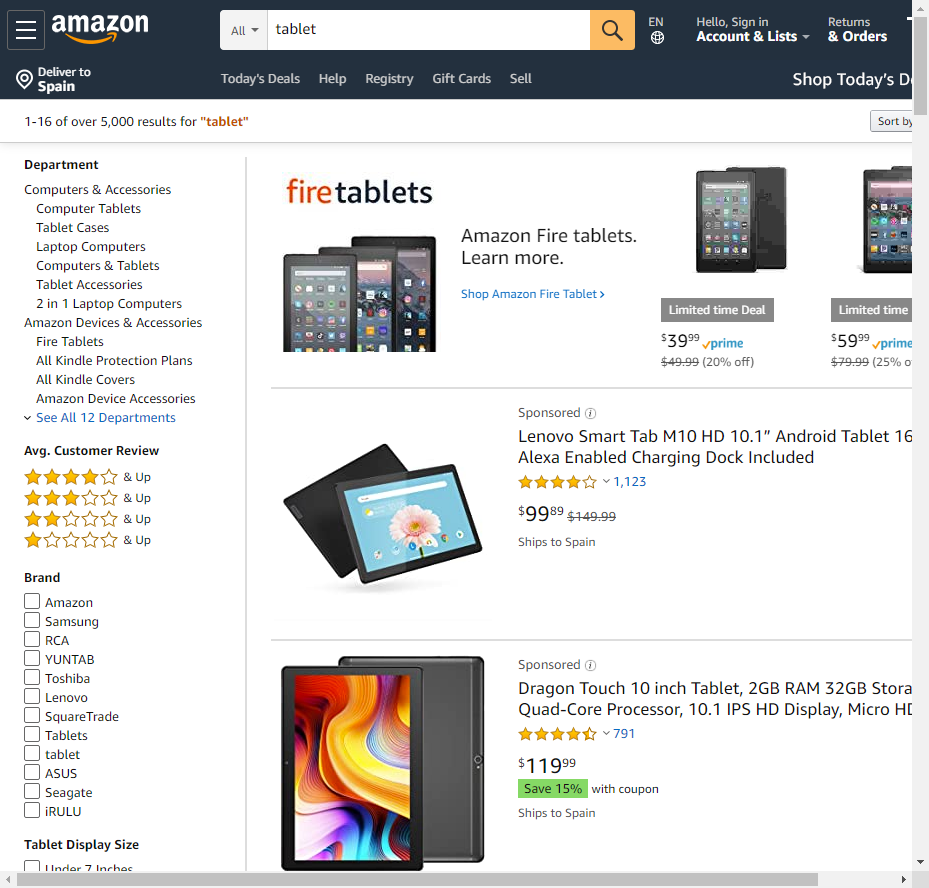 amazon
All
tablet
EN
Hello, Sign in
Account & Lists
Returns
& Orders
Deliver to
Spain
Today's Deals
Help
Registry
Gift Cards
Sell
Shop Today's D
1-16 of over 5,000 results for "tablet"
Sort by
Department
Computers & Accessories
Computer Tablets
Tablet Cases
Laptop Computers
Computers & Tablets
Tablet Accessories
2 in 1 Laptop Computers
Amazon Devices & Accessories
Fire Tablets
All Kindle Protection Plans
All Kindle Covers
Amazon Device Accessories
See All 12 Departments
Avg. Customer Review
& Up
& Up
& Up
& Up
Brand
Amazon
Samsung
RCA
YUNTAB
Toshiba
Lenovo
SquareTrade
Tablets
tablet
ASUS
Seagate
iRULU
Tablet Display Size
Under 7 Inches
fire tablets
Amazon Fire tablets.
Learn more.
Shop Amazon Fire Tablet ›
Limited time Deal
$39.99 prime
$49.99 (20% off)
Limited time
$59.99 prime
$79.99 (25% o
Sponsored
Lenovo Smart Tab M10 HD 10.1” Android Tablet 16
Alexa Enabled Charging Dock Included
1,123
$99.89 $149.99
Ships to Spain
Sponsored
Dragon Touch 10 inch Tablet, 2GB RAM 32GB Stora
Quad-Core Processor, 10.1 IPS HD Display, Micro HD
791
$119.99
Save 15% with coupon
Ships to Spain